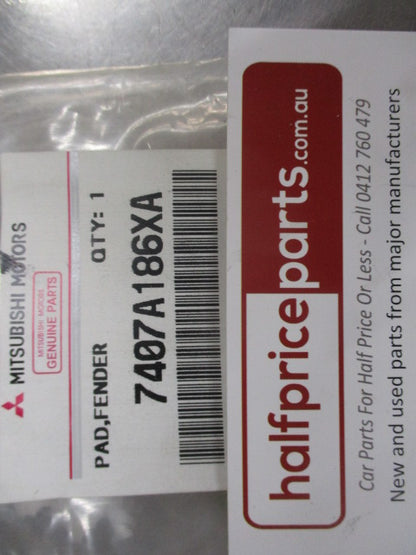 MITSUBISHI MOTORS
MITSUBISHI MOTORS
GENUINE PARTS
PAD,FENDER QTY: 1
7407A186XA
halfpriceparts.com.au
Car Parts For Half Price Or Less - Call 0412 760 479
New and used parts from major manufacturers